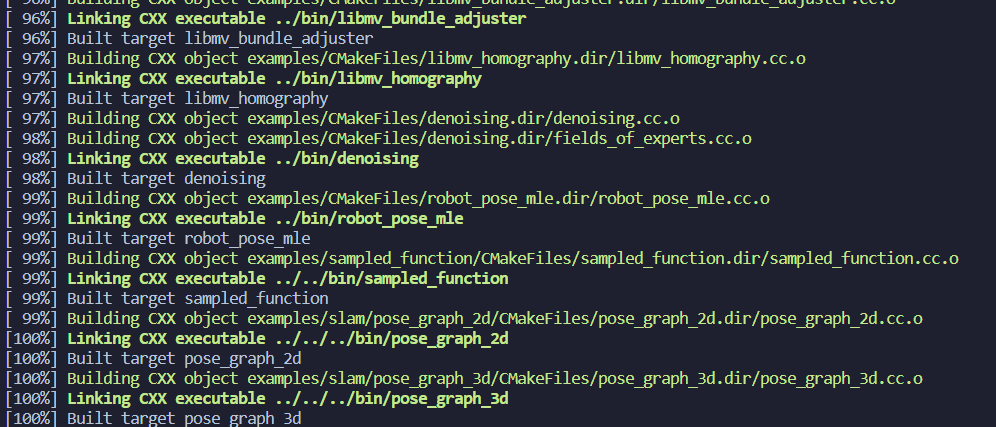 [ 96%] Building CXX object examples/CMakeFiles/libmv_bundle_adjuster.dir/libmv_bundle_adjuster.cc.o
[ 96%] Linking CXX executable ../bin/libmv_bundle_adjuster
[ 96%] Built target libmv_bundle_adjuster
[ 97%] Building CXX object examples/CMakeFiles/libmv_homography.dir/libmv_homography.cc.o
[ 97%] Linking CXX executable ../bin/libmv_homography
[ 97%] Built target libmv_homography
[ 97%] Building CXX object examples/CMakeFiles/denoising.dir/denoising.cc.o
[ 98%] Building CXX object examples/CMakeFiles/denoising.dir/fields_of_experts.cc.o
[ 98%] Linking CXX executable ../bin/denoising
[ 98%] Built target denoising
[ 99%] Building CXX object examples/CMakeFiles/robot_pose_mle.dir/robot_pose_mle.cc.o
[ 99%] Linking CXX executable ../bin/robot_pose_mle
[ 99%] Built target robot_pose_mle
[ 99%] Building CXX object examples/sampled_function/CMakeFiles/sampled_function.dir/sampled_function.cc.o
[ 99%] Linking CXX executable ../../bin/sampled_function
[ 99%] Built target sampled_function
[ 99%] Building CXX object examples/slam/pose_graph_2d/CMakeFiles/pose_graph_2d.dir/pose_graph_2d.cc.o
[100%] Linking CXX executable ../../../bin/pose_graph_2d
[100%] Built target pose_graph_2d
[100%] Building CXX object examples/slam/pose_graph_3d/CMakeFiles/pose_graph_3d.dir/pose_graph_3d.cc.o
[100%] Linking CXX executable ../../../bin/pose_graph_3d
[100%] Built target pose_graph_3d